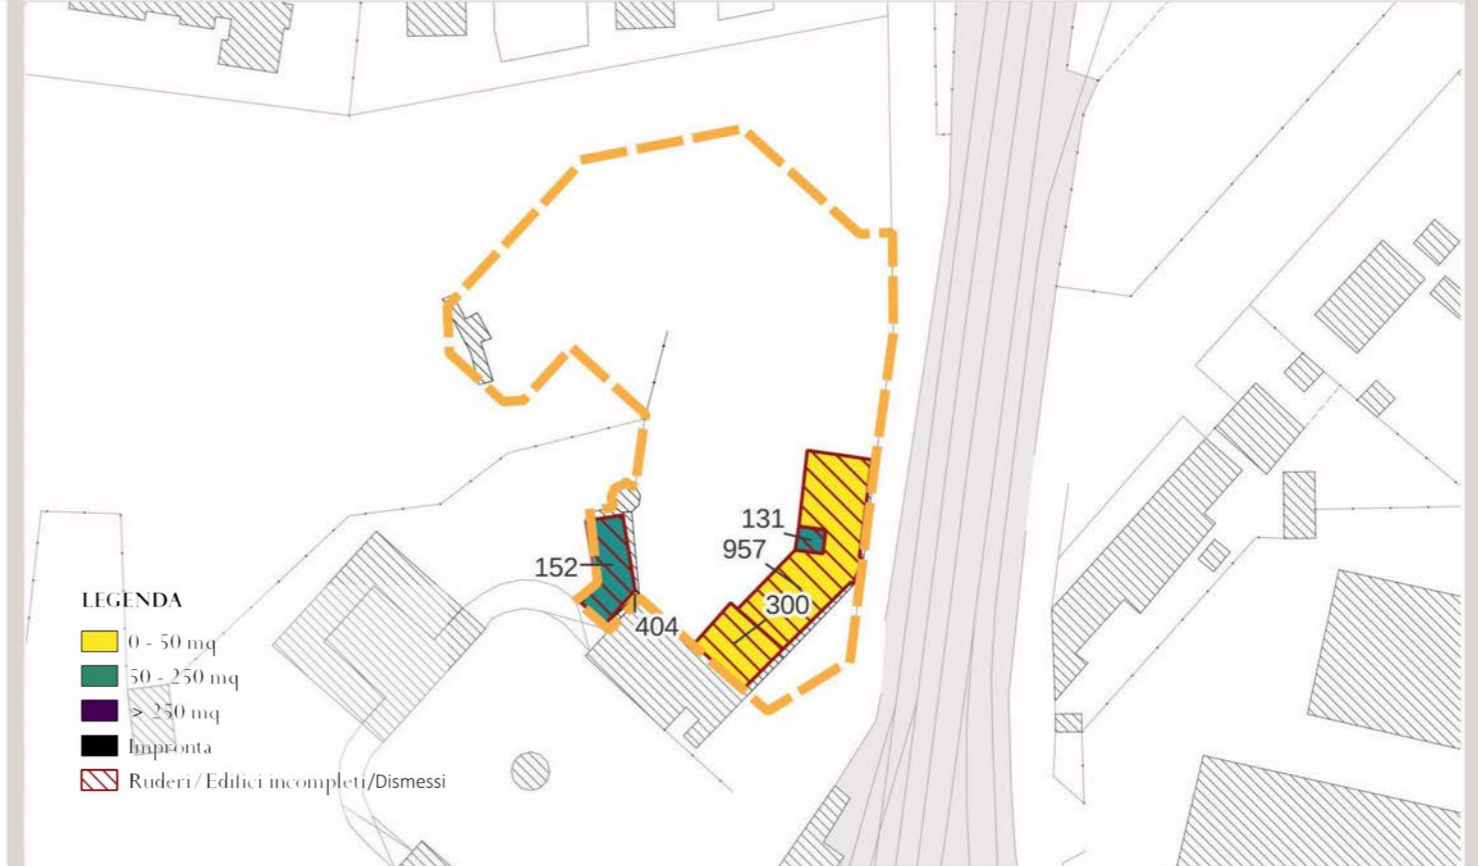 131
957
152
300
404
LEGENDA
0 - 50 mq
50 - 250 mq
> 250 mq
Impronta
Ruderi / Edifici incompleti/Dismessi